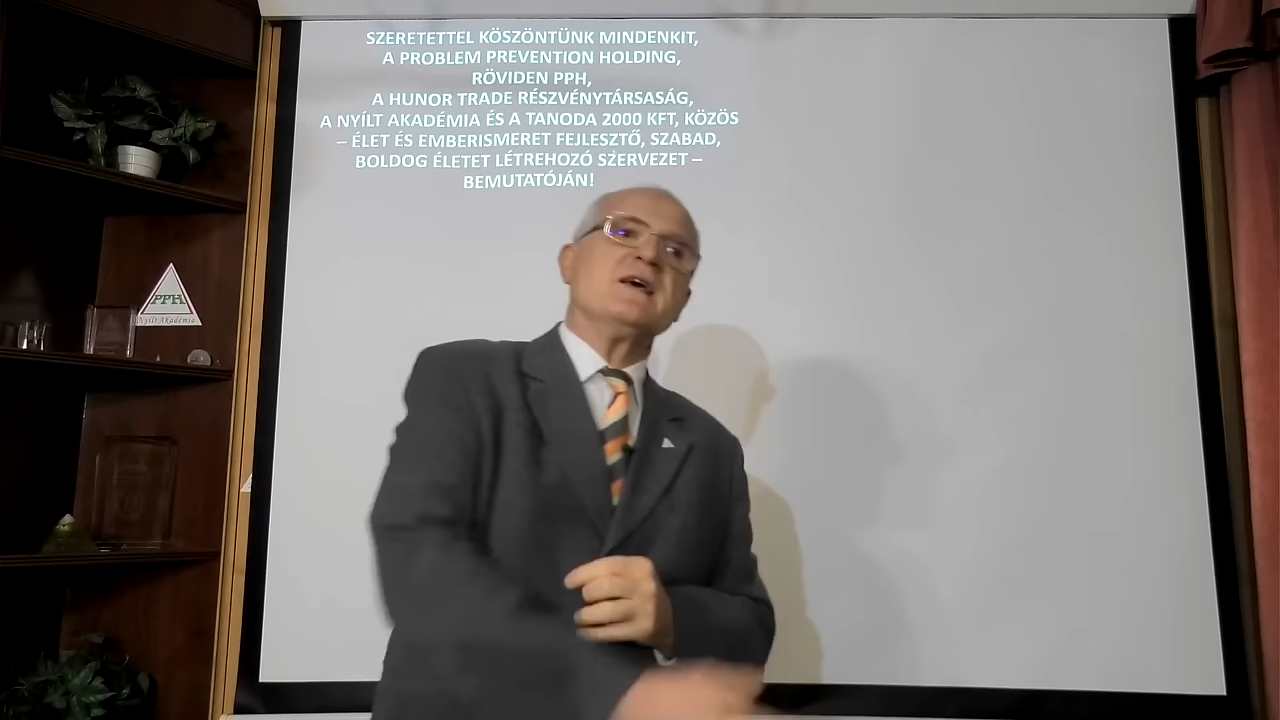 SZERETETTEL KÖSZÖNTÜNK MINDENKIT,
A PROBLEM PREVENTION HOLDING,
RÖVIDEN PPH,
A HUNOR TRADE RÉSZVÉNYTÁRSASÁG,
A NYÍLT AKADÉMIA ÉS A TANODA 2000 KFT, KÖZÖS
– ÉLET ÉS EMBERISMERET FEJLESZTŐ, SZABAD,
BOLDOG ÉLETET LÉTREHOZÓ SZERVEZET –
BEMUTATÓJÁN!
PPH
Nyílt Akadémia